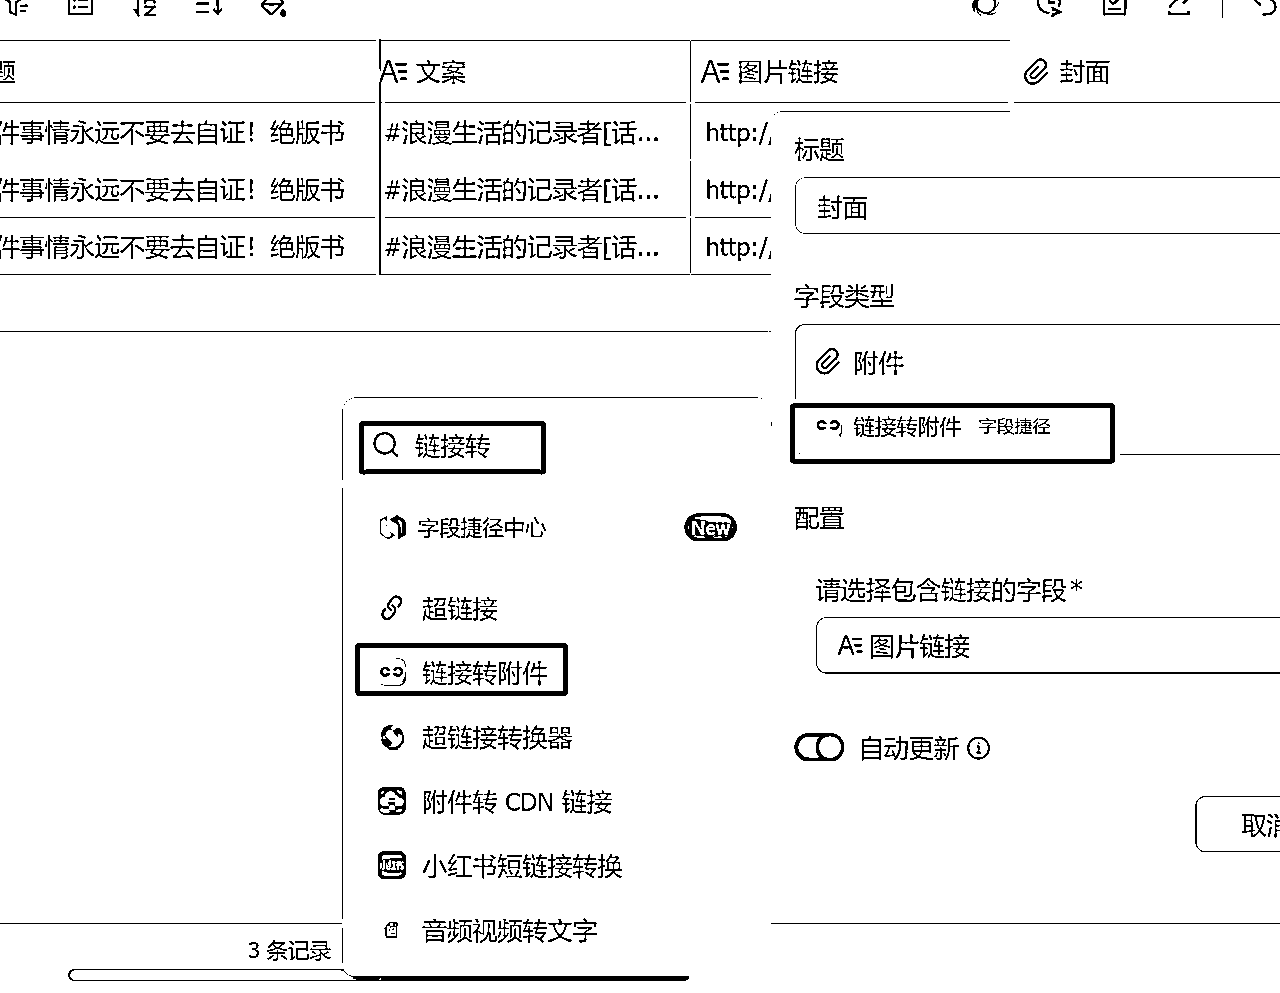 题 文案 图片链接 封面
件事情永远不要去自证！绝版书 #浪漫生活的记录者[话... http:/
件事情永远不要去自证！绝版书 #浪漫生活的记录者[话... http:/
件事情永远不要去自证！绝版书 #浪漫生活的记录者[话... http:/
3 条记录
链接转
字段捷径中心 New
超链接
链接转附件
超链接转换器
附件转 CDN 链接
小红书短链接转换
音频视频转文字
标题
封面
字段类型
附件
链接转附件 字段捷径
配置
请选择包含链接的字段*
图片链接
自动更新
取消